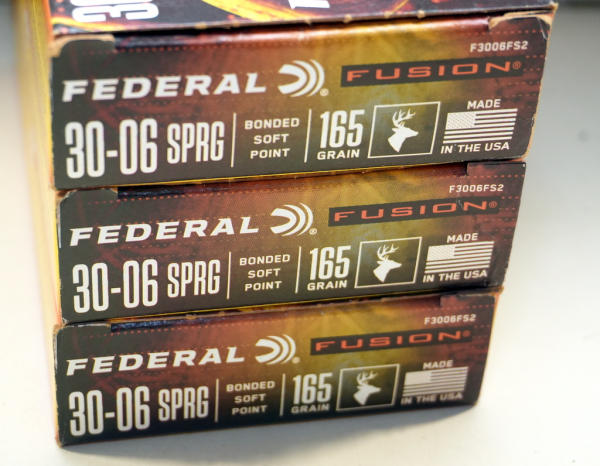 30
F3006FS2
FEDERAL® FUSION®
30-06 SPRG
BONDED
SOFT
POINT
165
GRAIN
MADE
IN THE USA
F3006FS2
FEDERAL® FUSION®
30-06 SPRG
BONDED
SOFT
POINT
165
GRAIN
MADE
IN THE USA
F3006FS2
FEDERAL® FUSION®
30-06 SPRG
BONDED
SOFT
POINT
165
GRAIN
MADE
IN THE USA